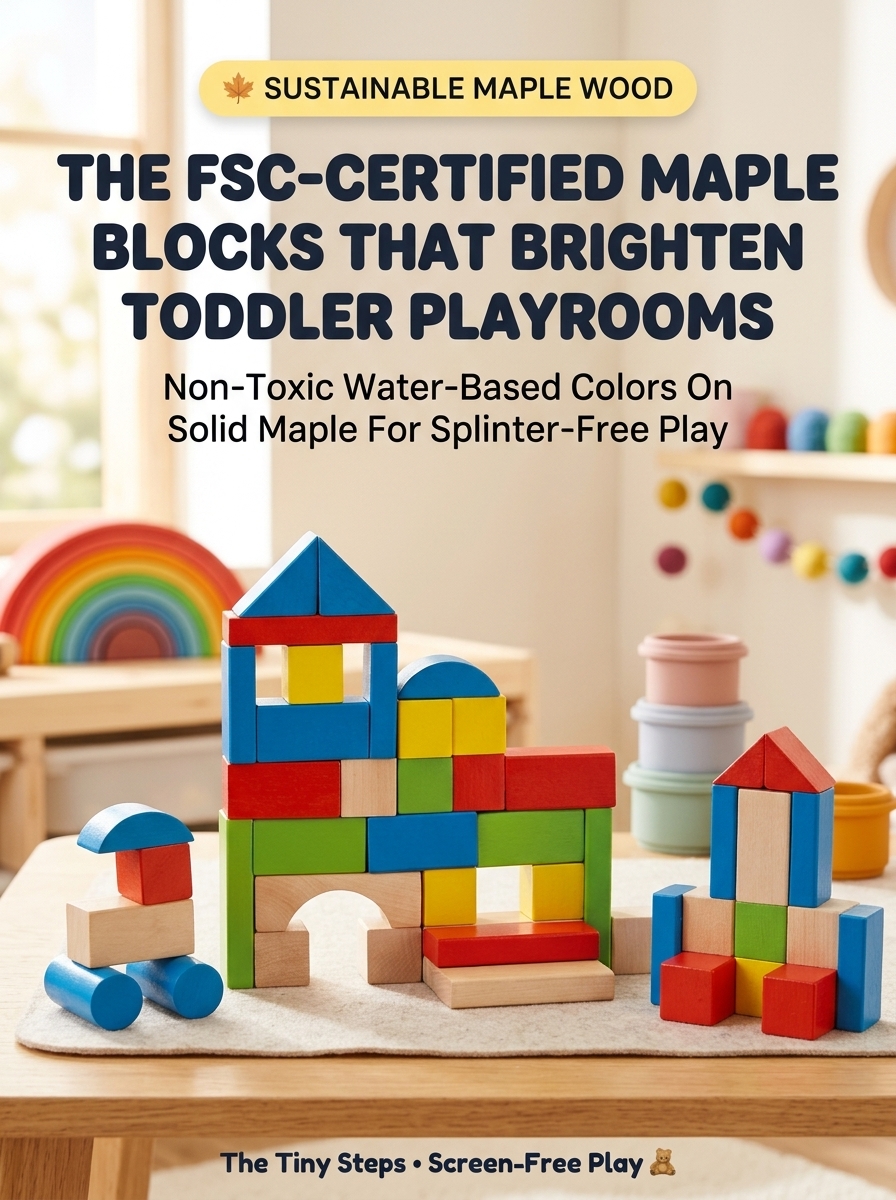 🍁 SUSTAINABLE MAPLE WOOD
THE FSC-CERTIFIED MAPLE
BLOCKS THAT BRIGHTEN
TODDLER PLAYROOMS
Non-Toxic Water-Based Colors On
Solid Maple For Splinter-Free Play
The Tiny Steps • Screen-Free Play 🧸